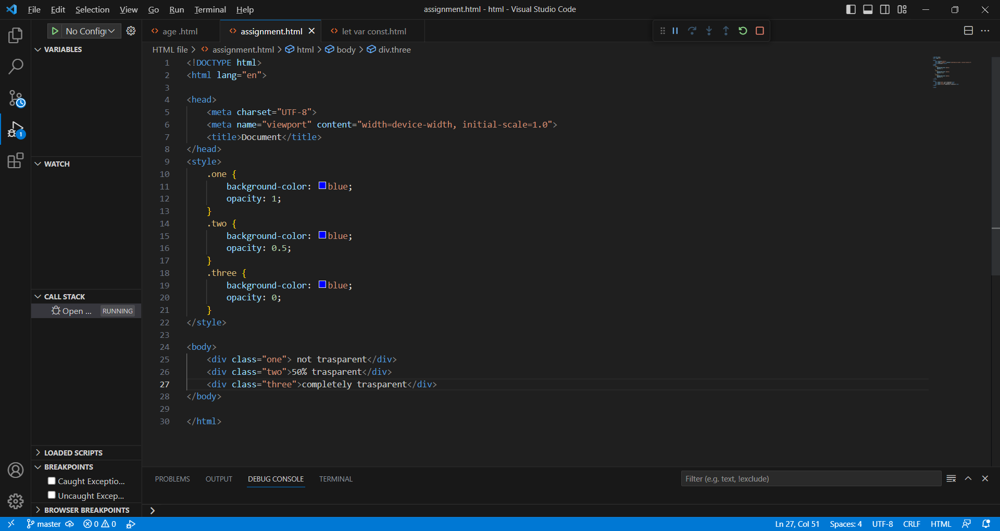 File Edit Selection View Go Run Terminal Help
assignment.html - html - Visual Studio Code
No Config
age .html
assignment.html
let var const.html
HTML file > assignment.html > html > body > div.three
VARIABLES
WATCH
CALL STACK
Open ... RUNNING
LOADED SCRIPTS
BREAKPOINTS
Caught Exceptio...
Uncaught Excep...
BROWSER BREAKPOINTS
1 <!DOCTYPE html>
2 <html lang="en">
3
4 <head>
5     <meta charset="UTF-8">
6     <meta name="viewport" content="width=device-width, initial-scale=1.0">
7     <title>Document</title>
8 </head>
9 <style>
10     .one {
11         background-color: blue;
12         opacity: 1;
13     }
14     .two {
15         background-color: blue;
16         opacity: 0.5;
17     }
18     .three {
19         background-color: blue;
20         opacity: 0;
21     }
22 </style>
23
24 <body>
25     <div class="one"> not trasparent</div>
26     <div class="two">50% trasparent</div>
27     <div class="three">completely trasparent</div>
28 </body>
29
30 </html>
PROBLEMS OUTPUT DEBUG CONSOLE TERMINAL
Filter (e.g. text, !exclude)
1
master 0 0
Ln 27, Col 51 Spaces: 4 UTF-8 CRLF HTML